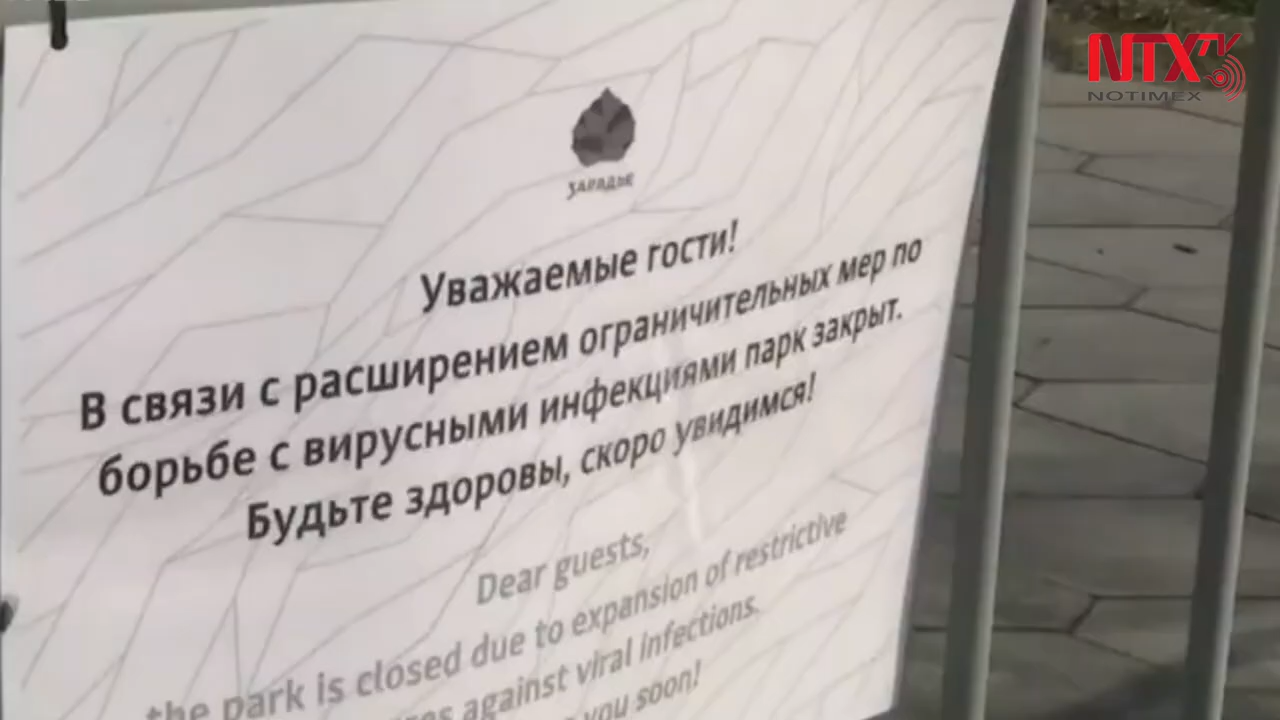 NTX TV
NOTIMEX
ЗАРЯДЬЕ
Уважаемые гости!
В связи с расширением ограничительных мер по
борьбе с вирусными инфекциями парк закрыт.
Будьте здоровы, скоро увидимся!
Dear guests,
the park is closed due to expansion of restrictive
against viral infections.
you soon!